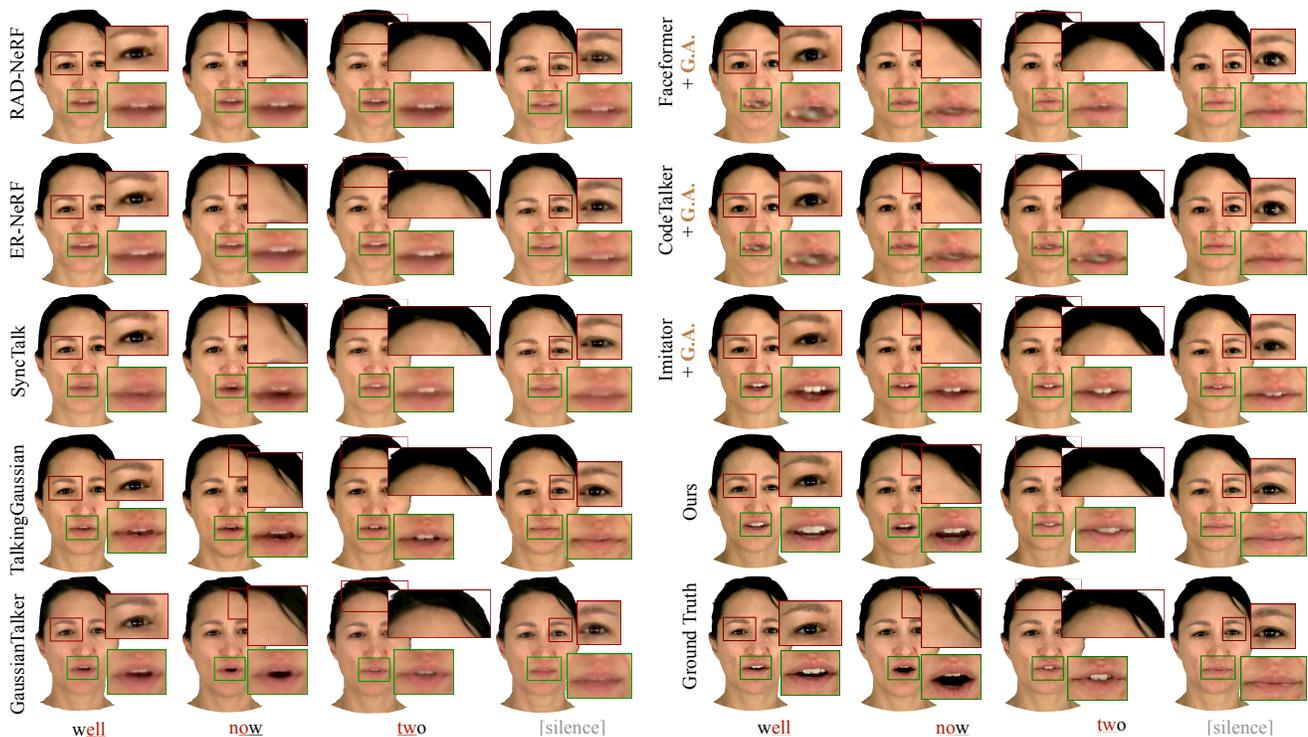 RAD-NeRF
ER-NeRF
SyncTalk
TalkingGaussian
GaussianTalker
well now two [silence]
Faceformer
+ G.A.
CodeTalker
+ G.A.
Imitator
+ G.A.
Ours
Ground Truth
well now two [silence]